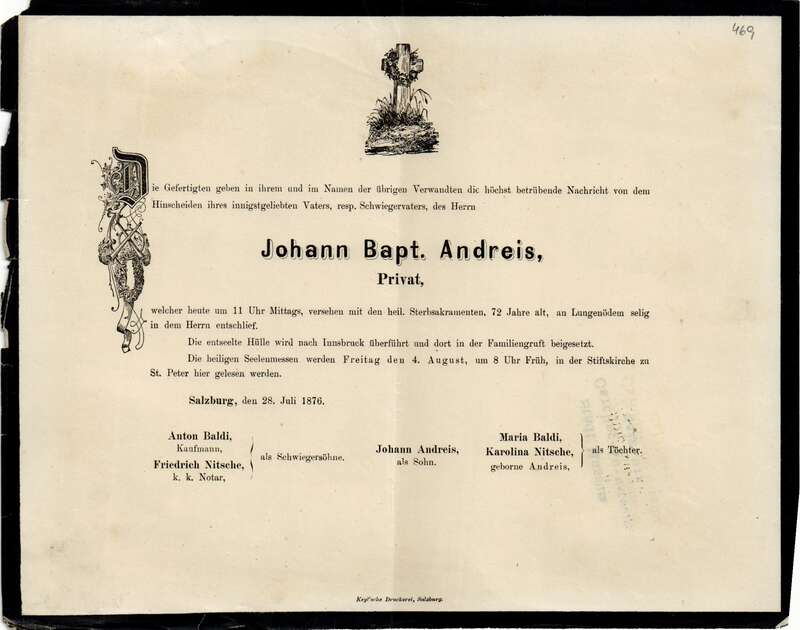 469
Die Gefertigten geben in ihrem und im Namen der übrigen Verwandten die höchst betrübende Nachricht von dem
Hinscheiden ihres innigstgeliebten Vaters, resp. Schwiegervaters, des Herrn
Johann Bapt. Andreis,
Privat,
welcher heute um 11 Uhr Mittags, versehen mit den heil. Sterbsakramenten, 72 Jahre alt, an Lungenödem selig
in dem Herrn entschlief.
Die entseelte Hülle wird nach Innsbruck überführt und dort in der Familiengruft beigesetzt.
Die heiligen Seelenmessen werden Freitag den 4. August, um 8 Uhr Früh, in der Stiftskirche zu
St. Peter hier gelesen werden.
Salzburg, den 28. Juli 1876.
Anton Baldi,
Kaufmann,
Friedrich Nitsche,
k. k. Notar,
als Schwiegersöhne.
Johann Andreis,
als Sohn.
Maria Baldi,
Karolina Nitsche,
geborne Andreis,
als Töchter.
Druckerei, Salzburg.